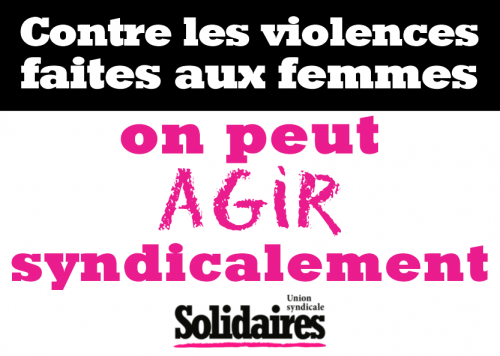 Contre les violences
faites aux femmes
on peut
AGiR
syndicalement
Union
syndicale
Solidaires